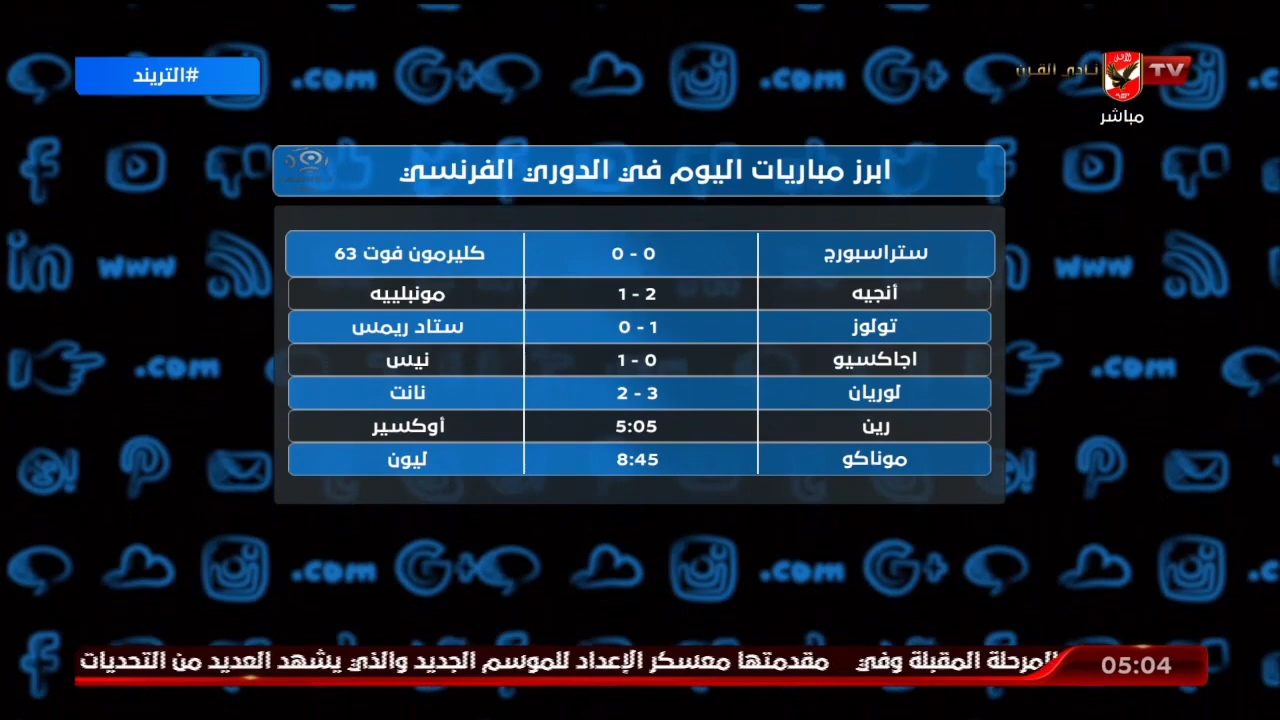 #التريند
نادي القرن TV
مباشر
ابرز مباريات اليوم في الدوري الفرنسي
ستراسبورج 0 - 0 كليرمون فوت 63
أنجيه 1 - 2 مونبلييه
تولوز 0 - 1 ستاد ريمس
اجاكسيو 1 - 0 نيس
لوريان 2 - 3 نانت
رين 5:05 أوكسير
موناكو 8:45 ليون
05:04 المرحلة المقبلة وفي مقدمتها معسكر الإعداد للموسم الجديد والذي يشهد العديد من التحديات